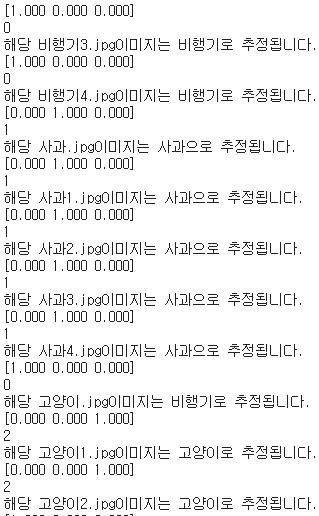 [1.000 0.000 0.000]
0
해당 비행기3.jpg이미지는 비행기로 추정됩니다.
[1.000 0.000 0.000]
0
해당 비행기4.jpg이미지는 비행기로 추정됩니다.
[0.000 1.000 0.000]
1
해당 사과.jpg이미지는 사과으로 추정됩니다.
[0.000 1.000 0.000]
1
해당 사과1.jpg이미지는 사과으로 추정됩니다.
[0.000 1.000 0.000]
1
해당 사과2.jpg이미지는 사과으로 추정됩니다.
[0.000 1.000 0.000]
1
해당 사과3.jpg이미지는 사과으로 추정됩니다.
[0.000 1.000 0.000]
1
해당 사과4.jpg이미지는 사과으로 추정됩니다.
[1.000 0.000 0.000]
0
해당 고양이.jpg이미지는 비행기로 추정됩니다.
[0.000 0.000 1.000]
2
해당 고양이1.jpg이미지는 고양이로 추정됩니다.
[0.000 0.000 1.000]
2
해당 고양이2.jpg이미지는 고양이로 추정됩니다.